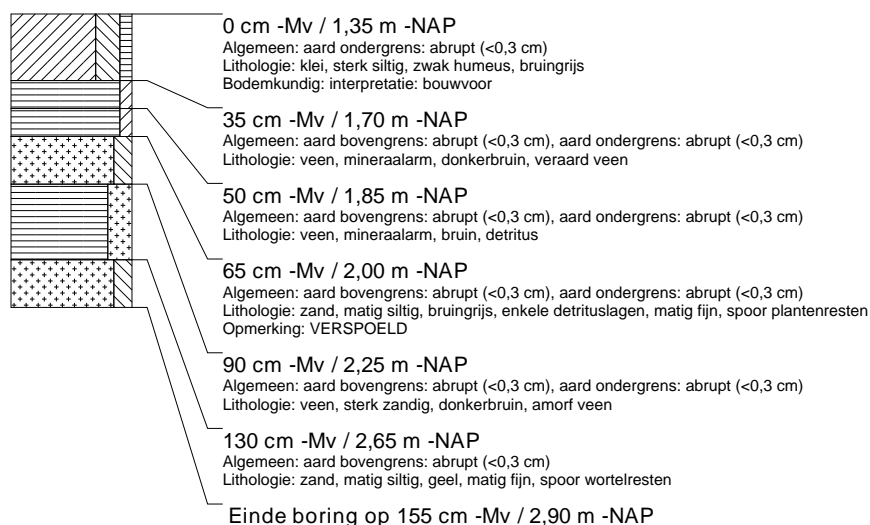 0 cm -Mv / 1,35 m -NAP
Algemeen: aard ondergrens: abrupt (<0,3 cm)
Lithologie: klei, sterk siltig, zwak humeus, bruingrijs
Bodemkundig: interpretatie: bouwvoor
35 cm -Mv / 1,70 m -NAP
Algemeen: aard bovengrens: abrupt (<0,3 cm), aard ondergrens: abrupt (<0,3 cm)
Lithologie: veen, mineraalarm, donkerbruin, veraard veen
50 cm -Mv / 1,85 m -NAP
Algemeen: aard bovengrens: abrupt (<0,3 cm), aard ondergrens: abrupt (<0,3 cm)
Lithologie: veen, mineraalarm, bruin, detritus
65 cm -Mv / 2,00 m -NAP
Algemeen: aard bovengrens: abrupt (<0,3 cm), aard ondergrens: abrupt (<0,3 cm)
Lithologie: zand, matig siltig, bruingrijs, enkele detrituslagen, matig fijn, spoor plantenresten
Opmerking: VERSPOELD
90 cm -Mv / 2,25 m -NAP
Algemeen: aard bovengrens: abrupt (<0,3 cm), aard ondergrens: abrupt (<0,3 cm)
Lithologie: veen, sterk zandig, donkerbruin, amorf veen
130 cm -Mv / 2,65 m -NAP
Algemeen: aard bovengrens: abrupt (<0,3 cm)
Lithologie: zand, matig siltig, geel, matig fijn, spoor wortelresten
Einde boring op 155 cm -Mv / 2,90 m -NAP